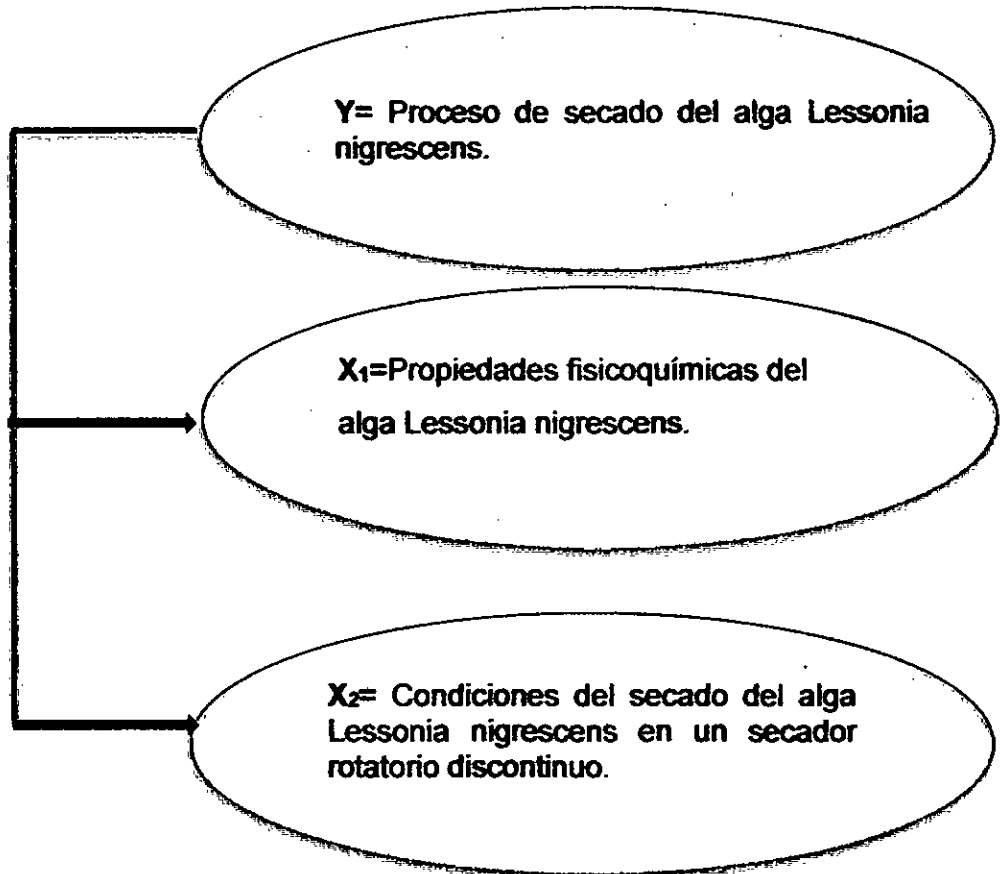 Y= Proceso de secado del alga Lessonia
nigrescens.
X₁=Propiedades fisicoquímicas del
alga Lessonia nigrescens.
X₂= Condiciones del secado del alga
Lessonia nigrescens en un secador
rotatorio discontinuo.